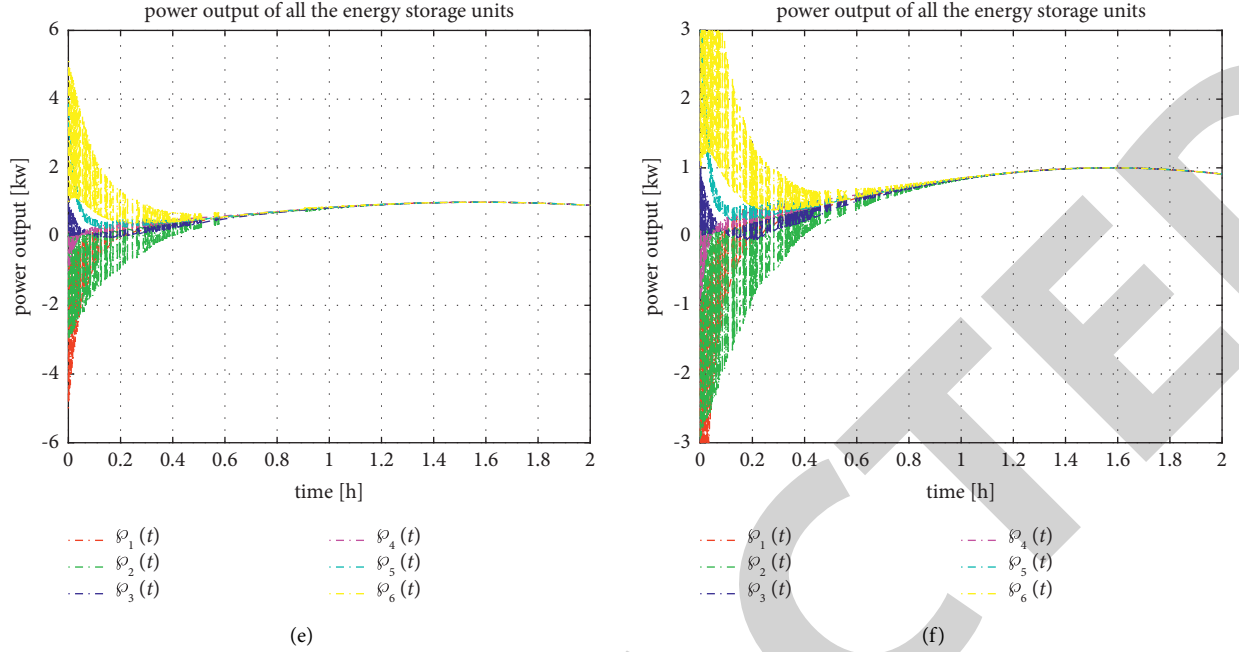 power output of all the energy storage units
power output [kw]
6
4
2
0
-2
-4
-6
0 0.2 0.4 0.6 0.8 1 1.2 1.4 1.6 1.8 2
time [h]
℘1 (t)
℘2 (t)
℘3 (t)
℘4 (t)
℘5 (t)
℘6 (t)
(e)
power output of all the energy storage units
power output [kw]
3
2
1
0
-1
-2
-3
0 0.2 0.4 0.6 0.8 1 1.2 1.4 1.6 1.8 2
time [h]
℘1 (t)
℘2 (t)
℘3 (t)
℘4 (t)
℘5 (t)
℘6 (t)
(f)
CTED